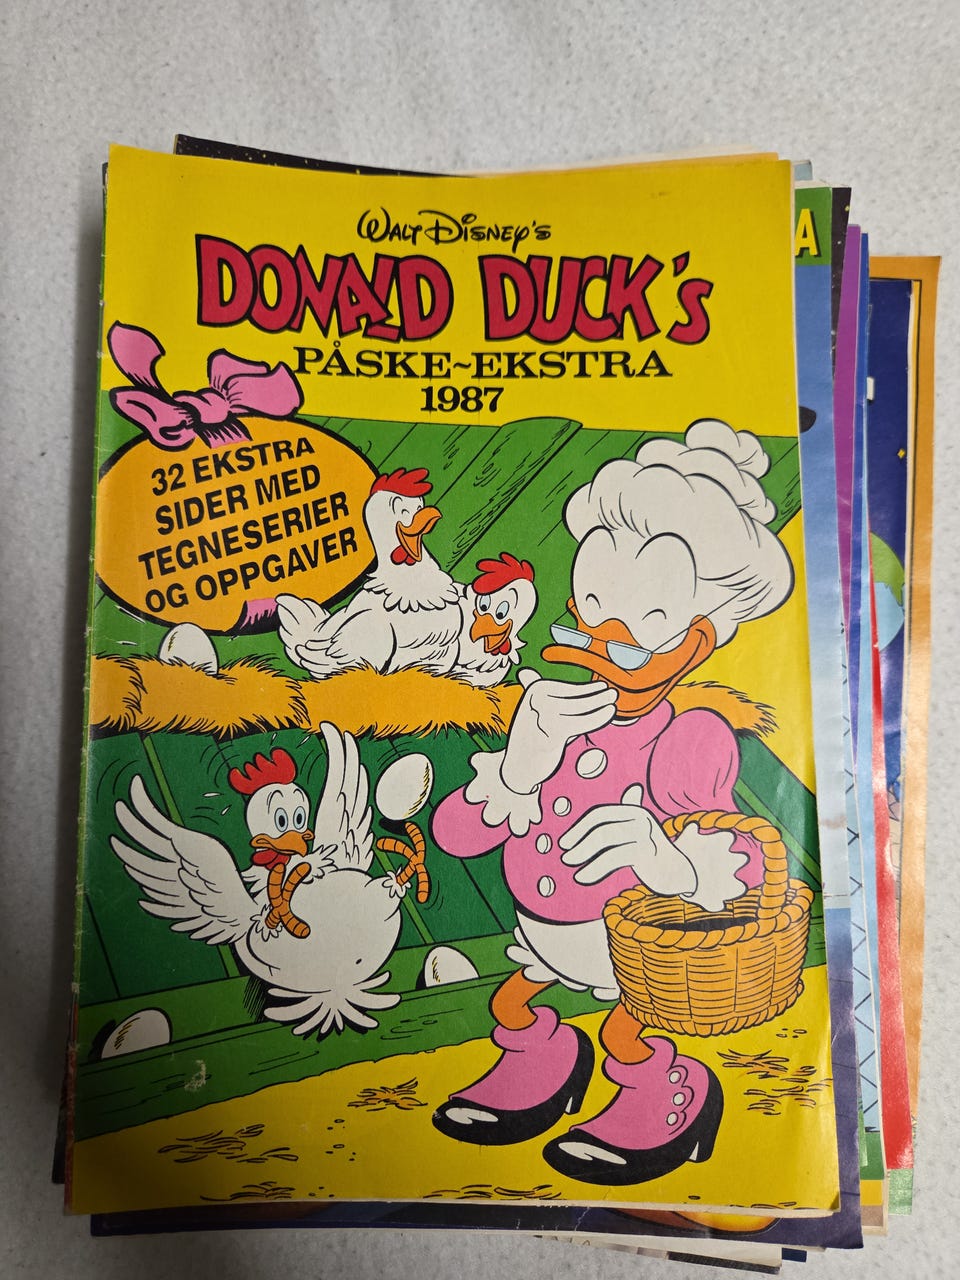 WALT DISNEY'S
DONALD DUCK'S
PÅSKE~EKSTRA
1987
32 EKSTRA
SIDER MED
TEGNESERIER
OG OPPGAVER
A